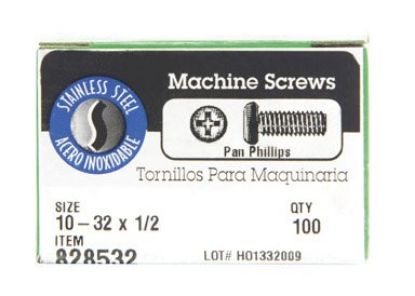 STAINLESS STEEL
ACERO INOXIDABLE
Machine Screws
Pan Phillips
Tornillos Para Maquinaria
SIZE
10-32 x 1/2
QTY
100
ITEM
828532
LOT# HO1332009